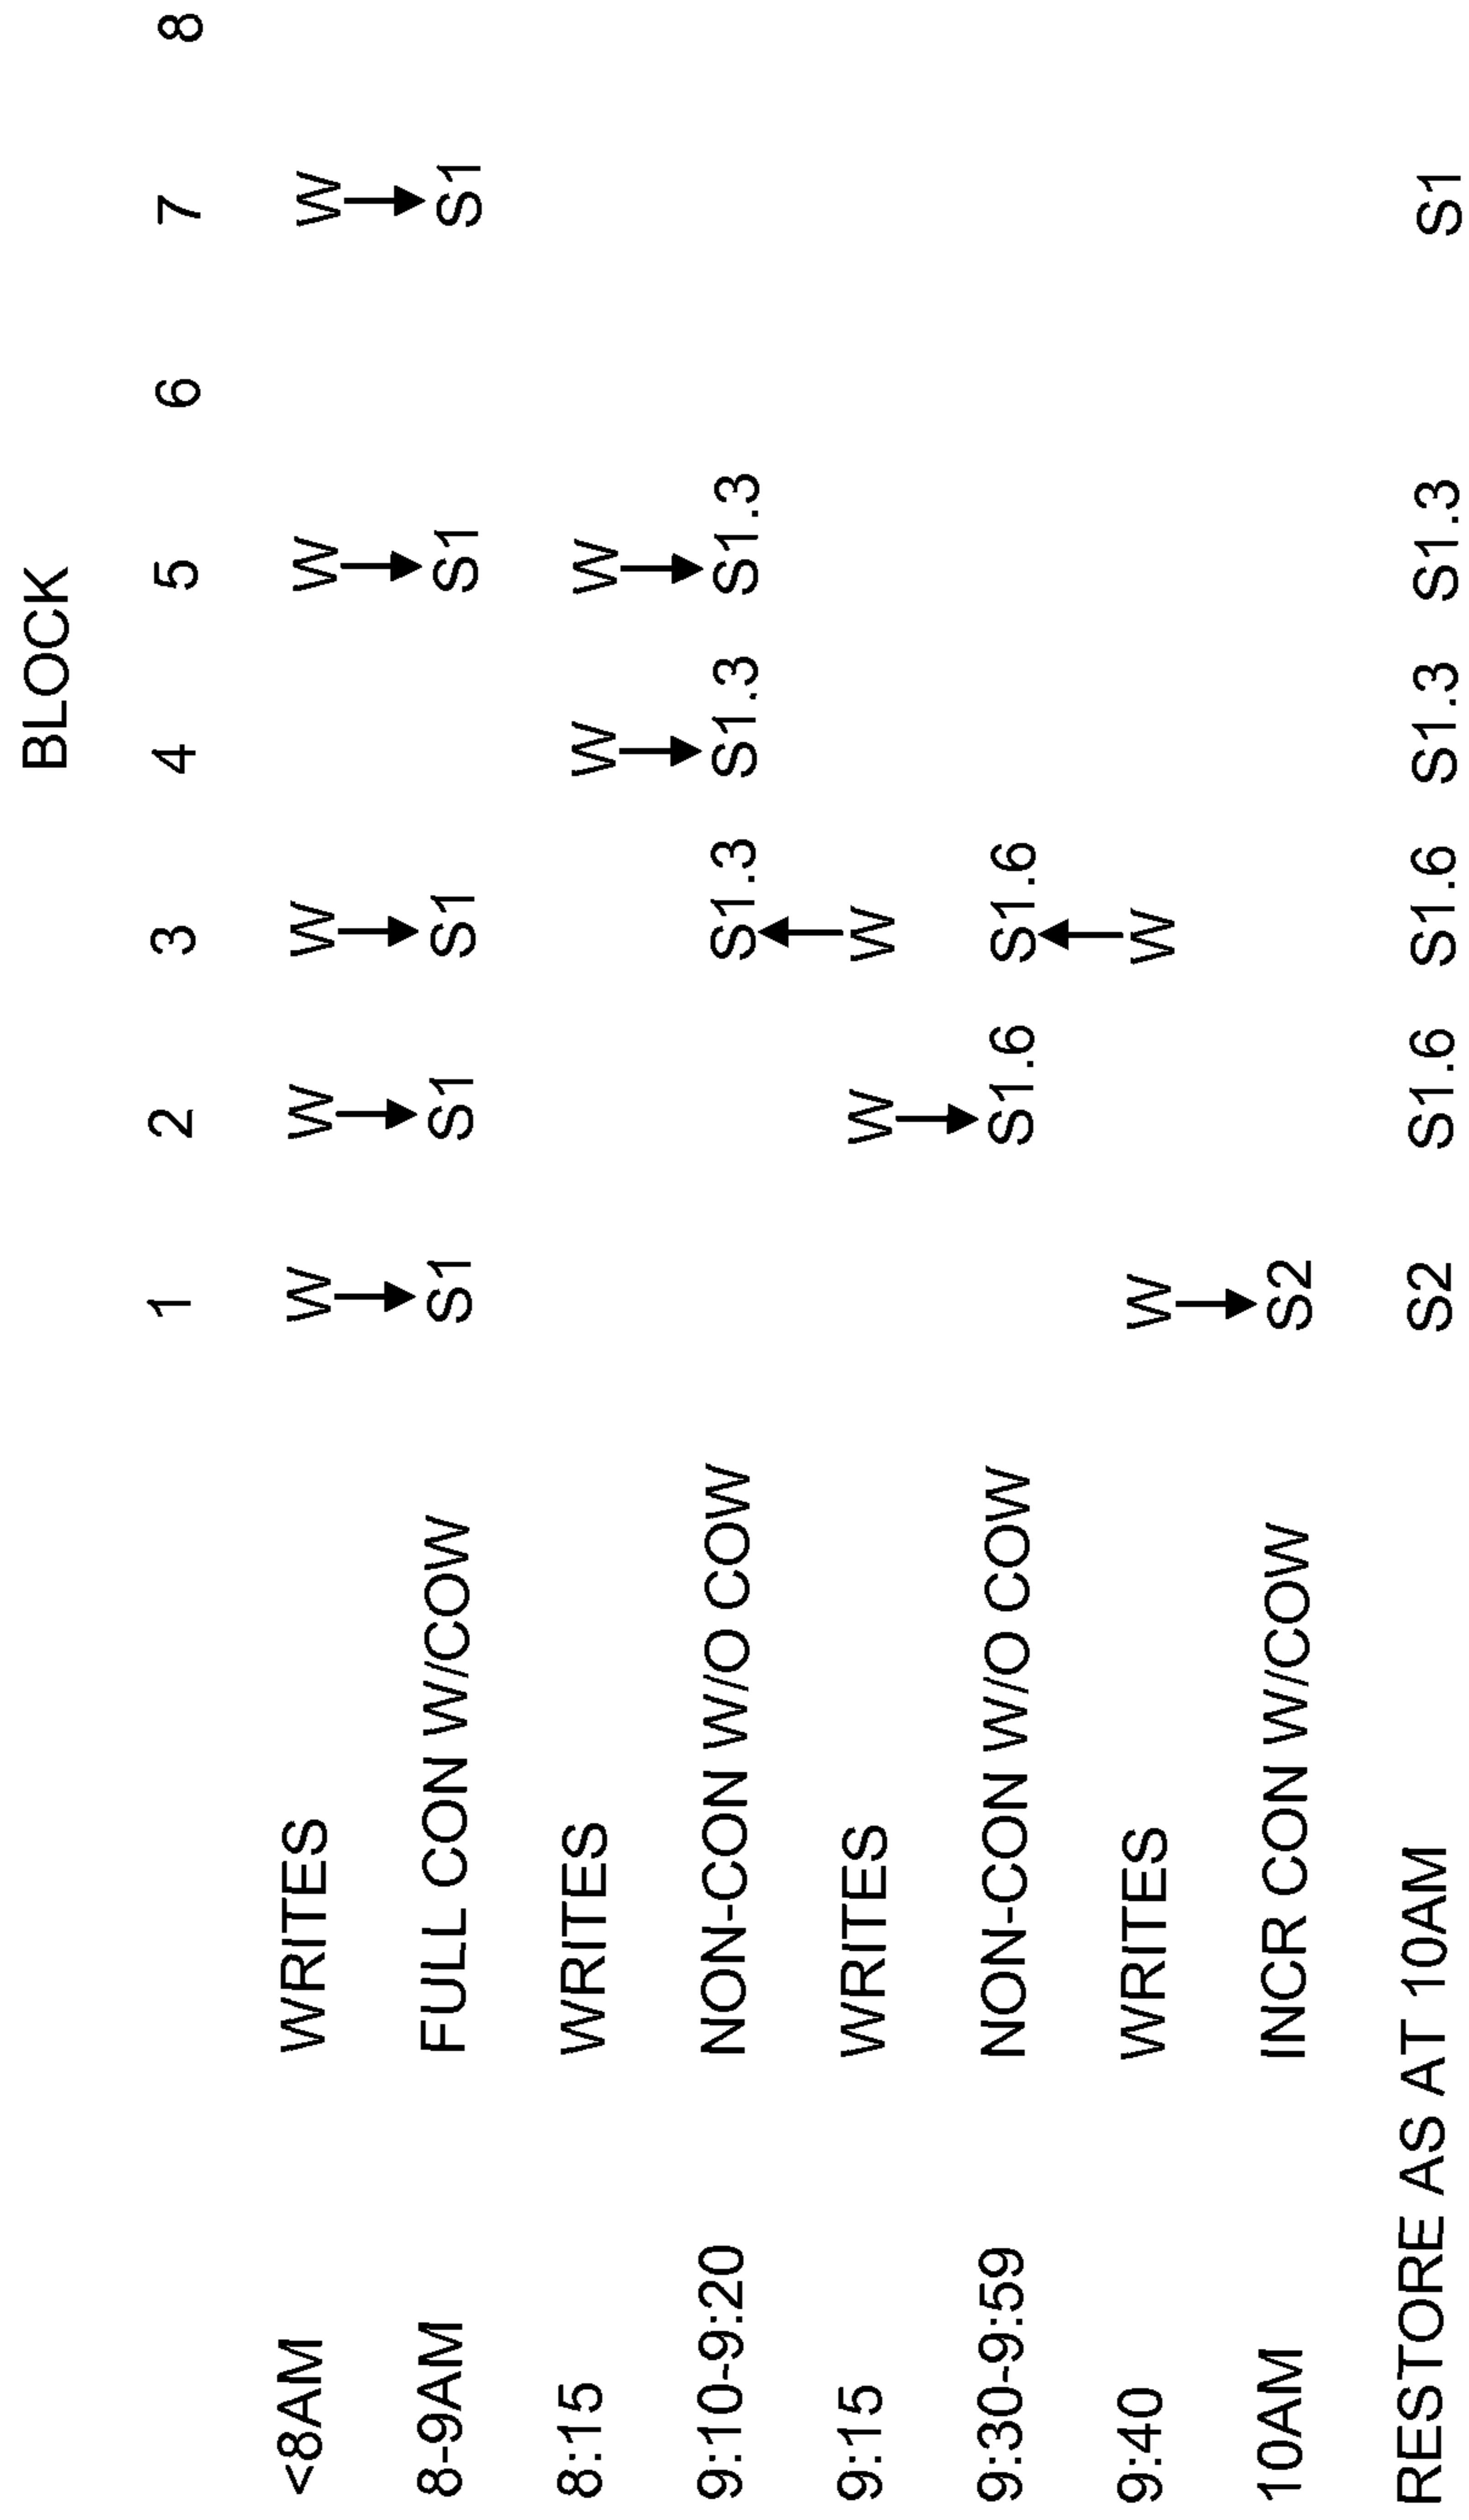 BLOCK
1 2 3 4 5 6 7 8
<8AM WRITES W W W W W
8-9AM FULL CON W/COW S1 S1 S1 S1 S1
8:15 WRITES W W
9:10-9:20 NON-CON W/O COW S1.3 S1.3 S1.3
9:15 WRITES W W
9:30-9:59 NON-CON W/O COW S1.6 S1.6
9:40 WRITES W W
10AM INCR CON W/COW S2
RESTORE AS AT 10AM S2 S1.6 S1.6 S1.3 S1.3 S1